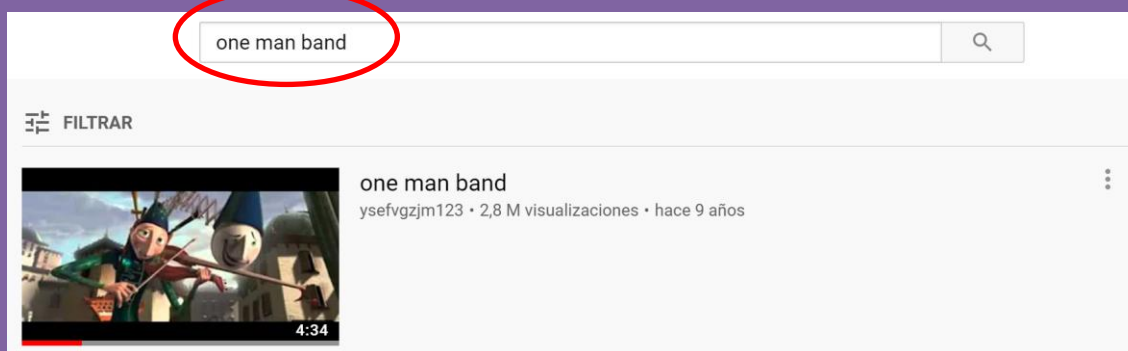 one man band
FILTRAR
one man band
ysefvgzjm123 • 2,8 M visualizaciones • hace 9 años
4:34